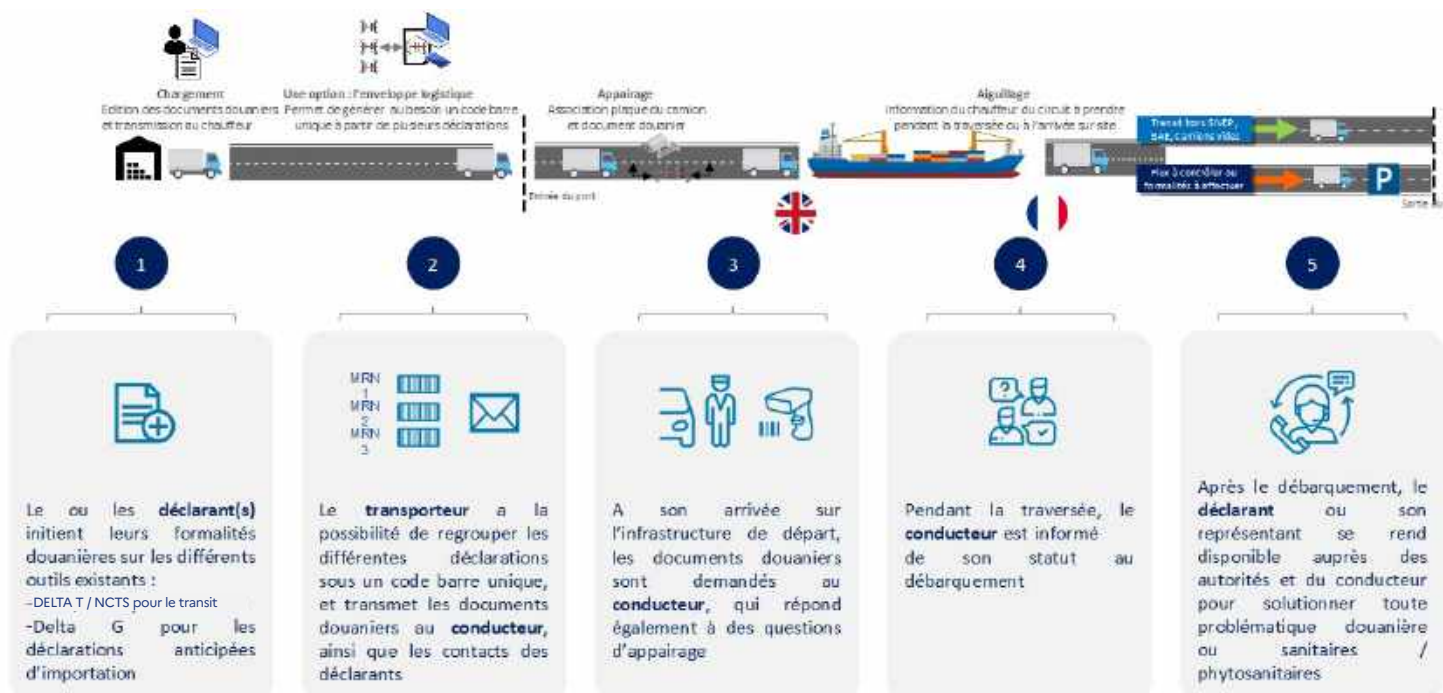 Chargement
Edition des documents douaniers
et transmission au chauffeur
Une option : l'enveloppe logistique
Permet de générer au besoin un code barre
unique à partir de plusieurs déclarations
Appairage
Association plaque du camion
et document douanier
Aiguillage
Information du chauffeur du circuit à prendre
pendant la traversée ou à l'arrivée sur site
Transit hors SIVEP,
BAE, camions vides
Flux à contrôler ou
formalités à effectuer
P
Entrée du port
Sortie du
1
2
3
4
5
MRN
1
MRN
2
MRN
3
?
Le ou les déclarant(s)
initient leurs formalités
douanières sur les différents
outils existants :
-DELTA T / NCTS pour le transit
-Delta G pour les
déclarations anticipées
d'importation
Le transporteur a la
possibilité de regrouper les
différentes déclarations
sous un code barre unique,
et transmet les documents
douaniers au conducteur,
ainsi que les contacts des
déclarants
A son arrivée sur
l'infrastructure de départ,
les documents douaniers
sont demandés au
conducteur, qui répond
également à des questions
d'appairage
Pendant la traversée, le
conducteur est informé
de son statut au
débarquement
Après le débarquement, le
déclarant ou son
représentant se rend
disponible auprès des
autorités et du conducteur
pour solutionner toute
problématique douanière
ou sanitaires /
phytosanitaires